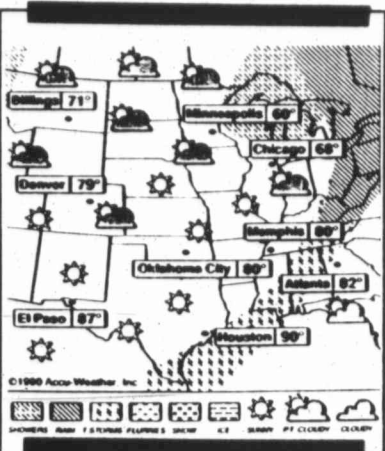 Billings 71°
Minneapolis 60°
Chicago 68°
Denver 79°
Memphis 80°
Oklahoma City 80°
Atlanta 82°
El Paso 87°
Houston 90°
©1990 Accu-Weather, Inc
SHOWERS RAIN T STORMS FLURRIES SNOW ICE SUNNY PT CLOUDY CLOUDY